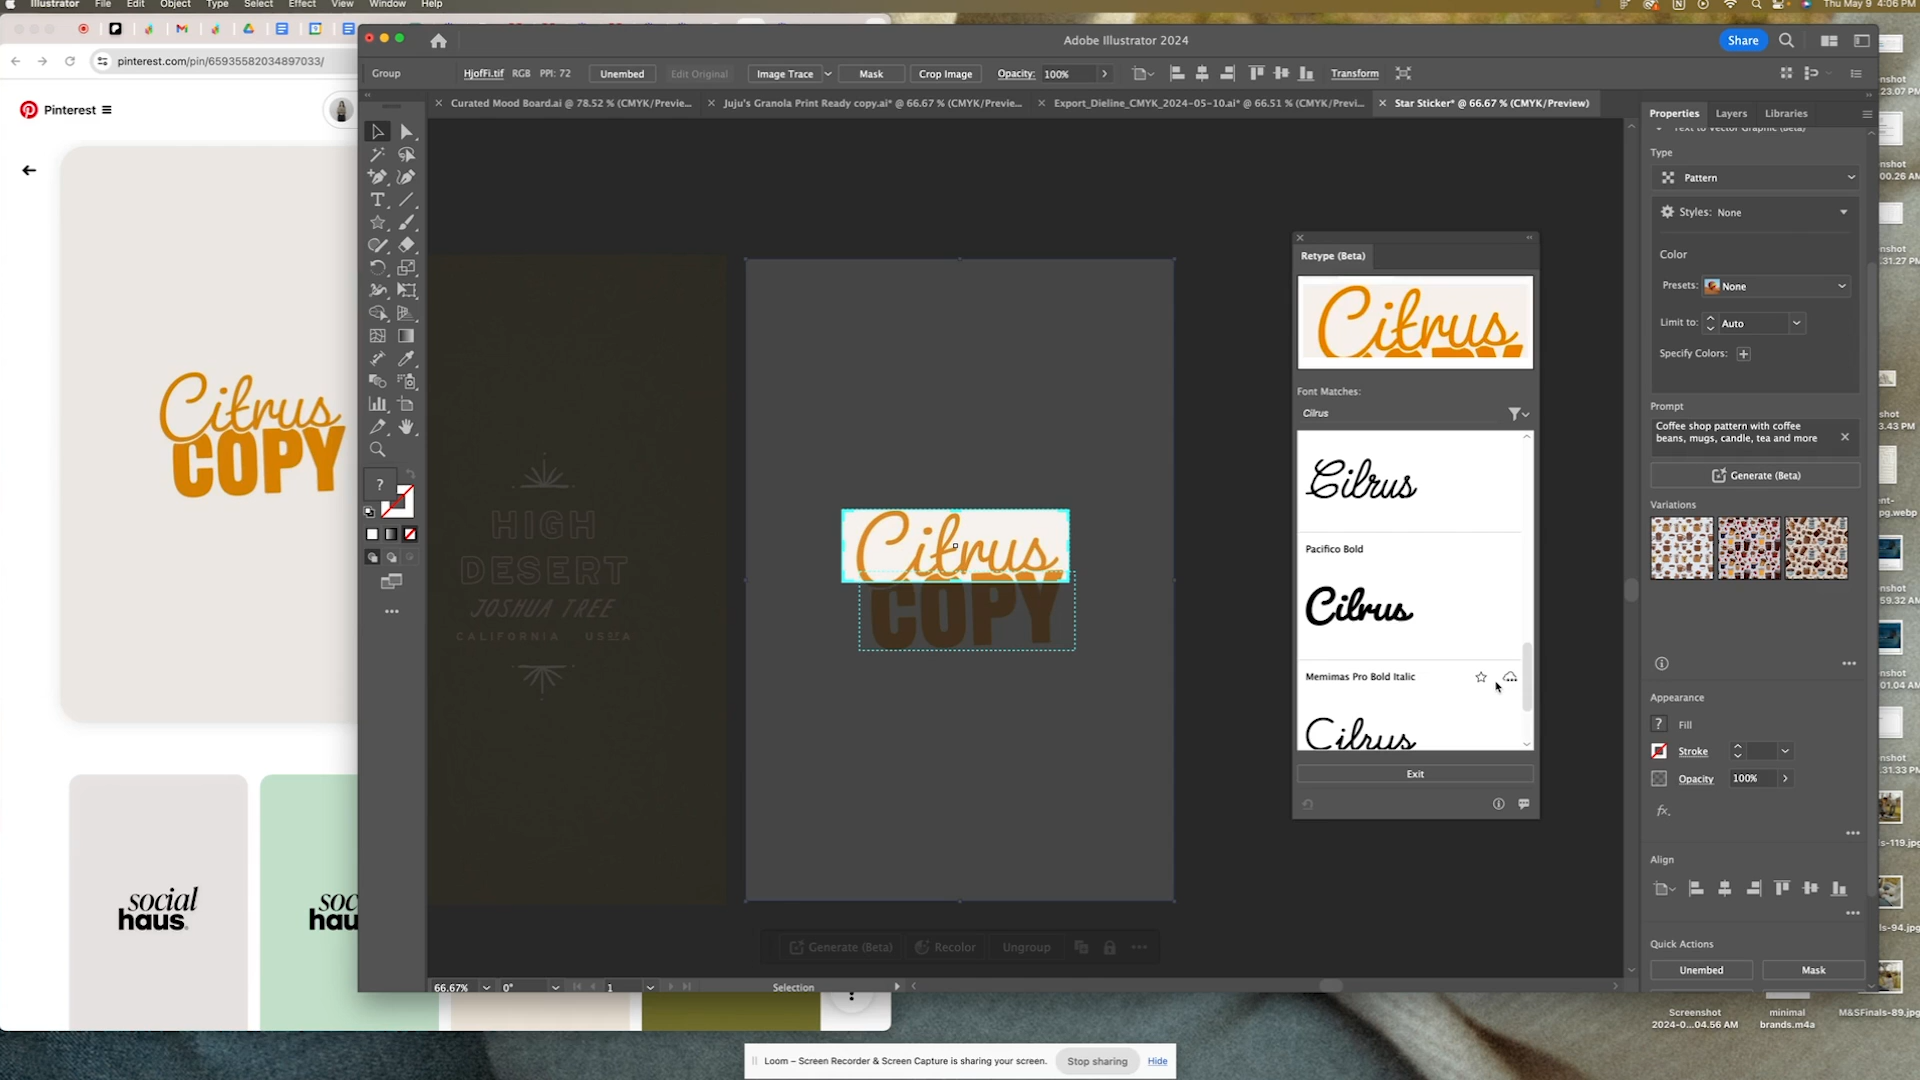 Illustrator File Edit Object Type Select Effect View Window Help
Thu May 9 4:06 PM
pinterest.com/pin/65935582034897033/
Pinterest
Citrus
COPY
social
haus.
soc
hau
Adobe Illustrator 2024
Share
Group HjofFi.tif RGB PPI: 72 Unembed Edit Original Image Trace Mask Crop Image Opacity: 100% Transform
Curated Mood Board.ai @ 78.52 % (CMYK/Previe...
Juju's Granola Print Ready copy.ai* @ 66.67 % (CMYK/Previe...
Export_Dieline_CMYK_2024-05-10.ai* @ 66.51 % (CMYK/Previ...
Star Sticker* @ 66.67 % (CMYK/Preview)
HIGH
DESERT
JOSHUA TREE
CALIFORNIA USA
Citrus
COPY
Generate (Beta) Recolor Ungroup
66.67% 0° 1 Selection
Retype (Beta)
Citrus
COPY
Font Matches:
Cilrus
Cilrus
Pacifico Bold
Cilrus
Memimas Pro Bold Italic
Cilrus
Exit
Properties Layers Libraries
Text to Vector Graphic (Beta)
Type
Pattern
Styles: None
Color
Presets: None
Limit to: Auto
Specify Colors:
Prompt
Coffee shop pattern with coffee
beans, mugs, candle, tea and more
Generate (Beta)
Variations
Appearance
? Fill
Stroke
Opacity 100%
fx.
Align
Quick Actions
Unembed Mask
Screenshot
2024-0...04.56 AM
minimal
brands.m4a
M&SFinals-89.jpg
Loom – Screen Recorder & Screen Capture is sharing your screen. Stop sharing Hide